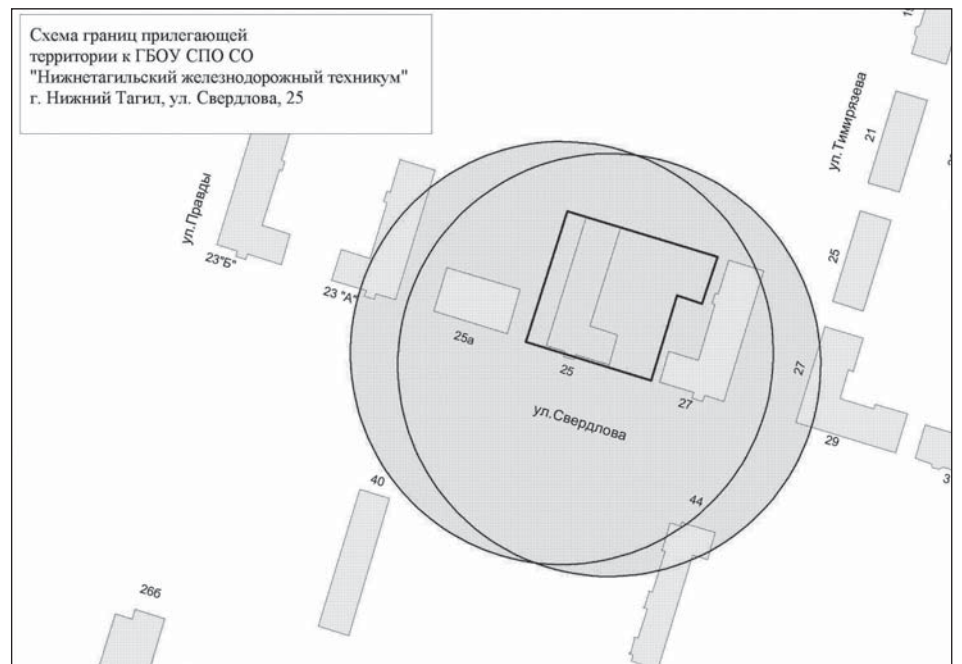 Схема границ прилегающей
территории к ГБОУ СПО СО
"Нижнетагильский железнодорожный техникум"
г. Нижний Тагил, ул. Свердлова, 25
ул.Тимирязева
21
ул.Правды
23"Б"
23 "А"
25
25а
25
27
27
ул.Свердлова
29
40
44
26б